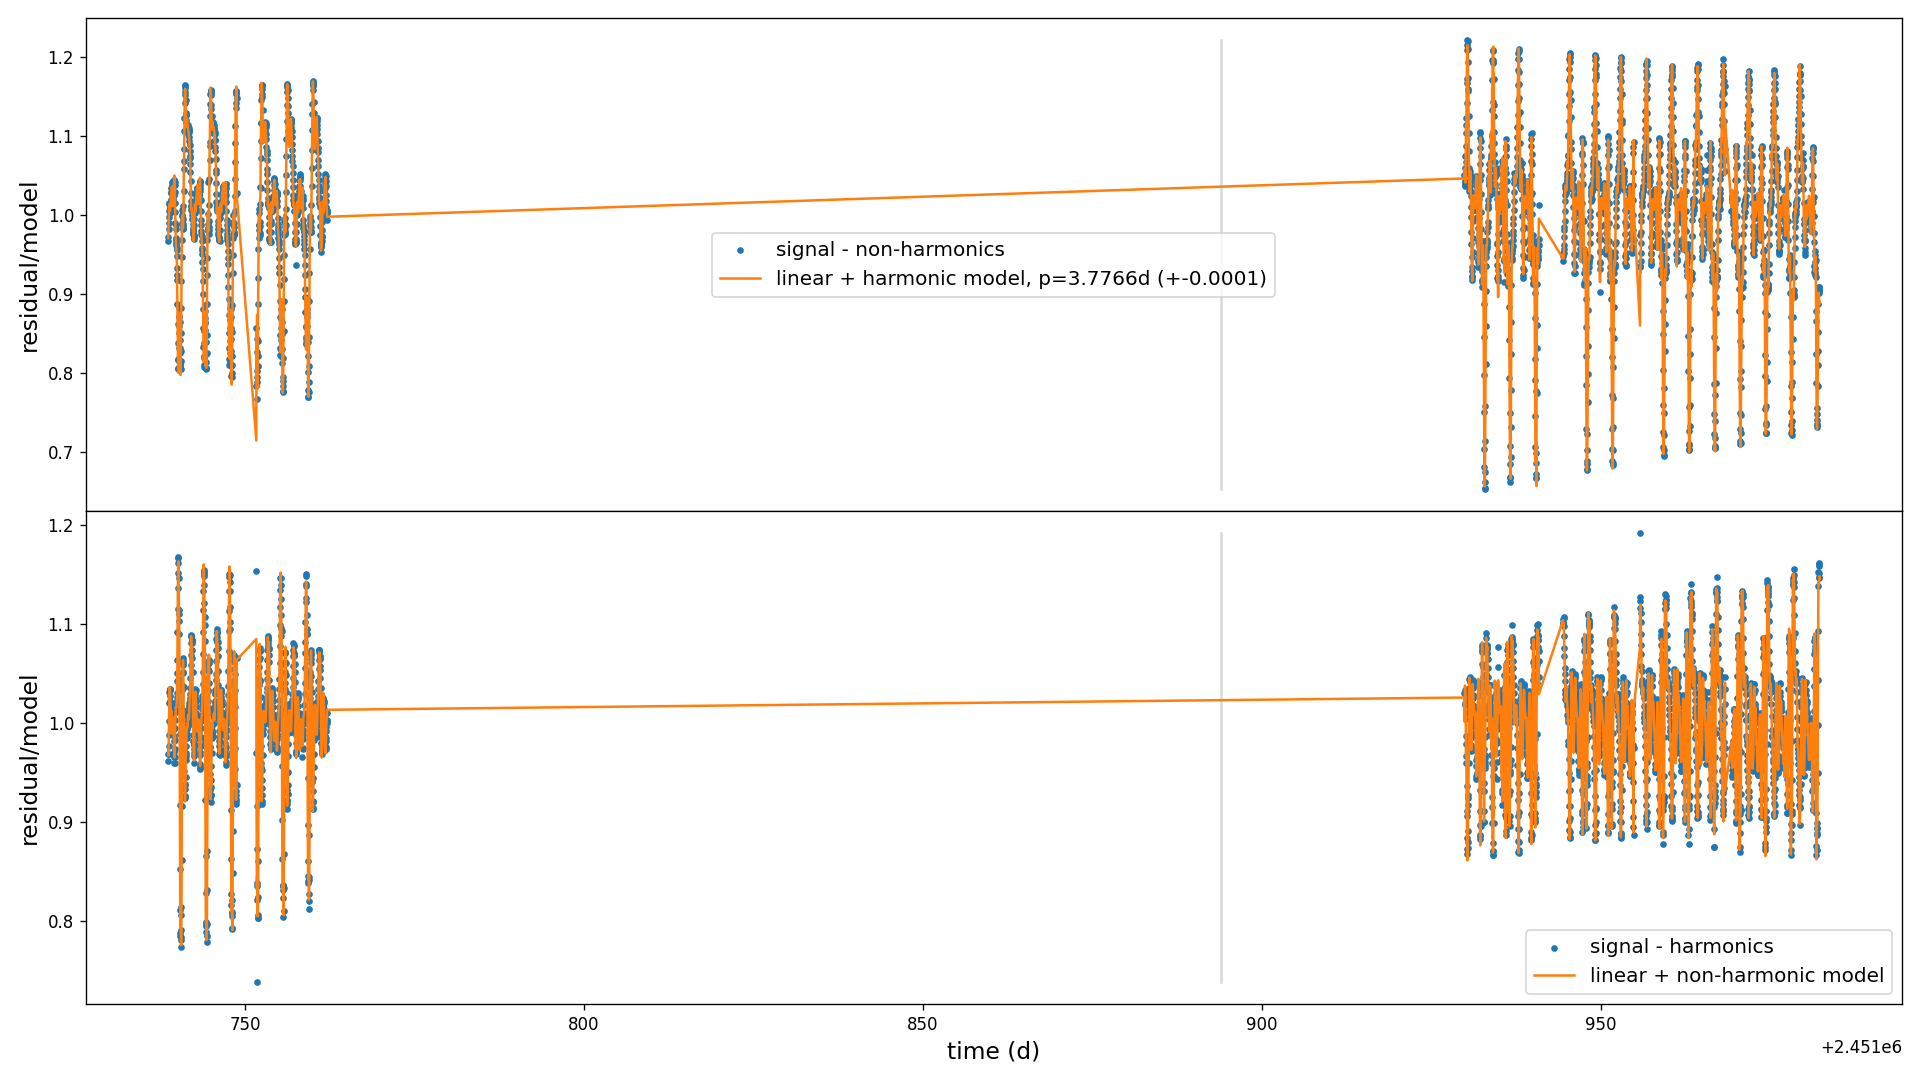 1.2
1.1
1.0
0.9
0.8
0.7
residual/model
signal - non-harmonics
linear + harmonic model, p=3.7766d (+-0.0001)
1.2
1.1
1.0
0.9
0.8
residual/model
signal - harmonics
linear + non-harmonic model
750
800
850
900
950
time (d)
+2.451e6